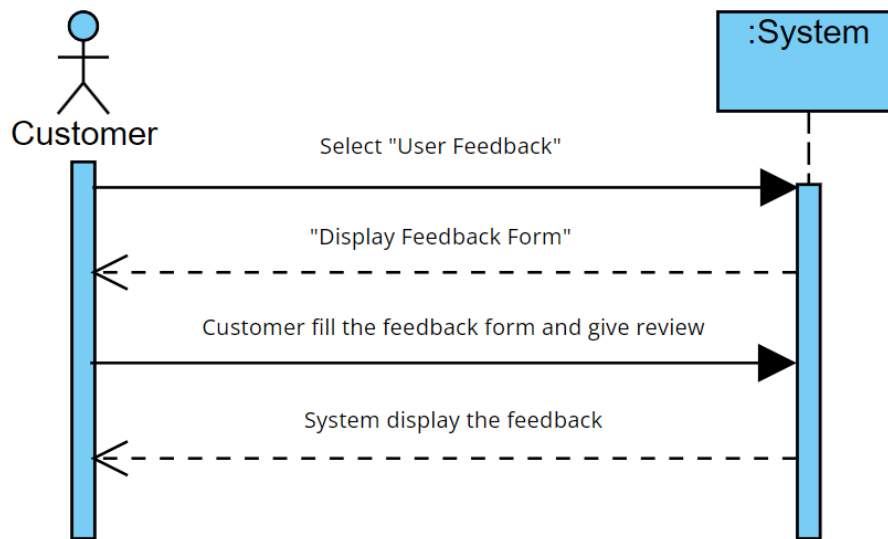 :System
Customer
Select "User Feedback"
"Display Feedback Form"
Customer fill the feedback form and give review
System display the feedback